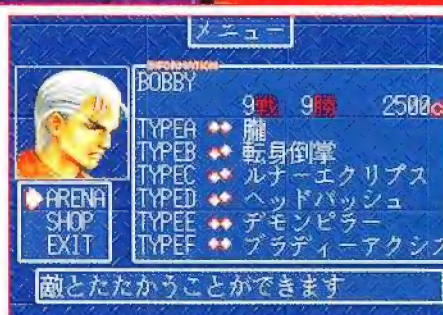 メニュー
INFORMATION
BOBBY
9戦 9勝 2500
TYPEA 朧
TYPEB 転身倒掌
TYPEC ルナーエクリプス
TYPED ヘッドバッシュ
TYPEE デモンピラー
TYPEF ブラディーアクシズ
ARENA
SHOP
EXIT
敵とたたかうことができます